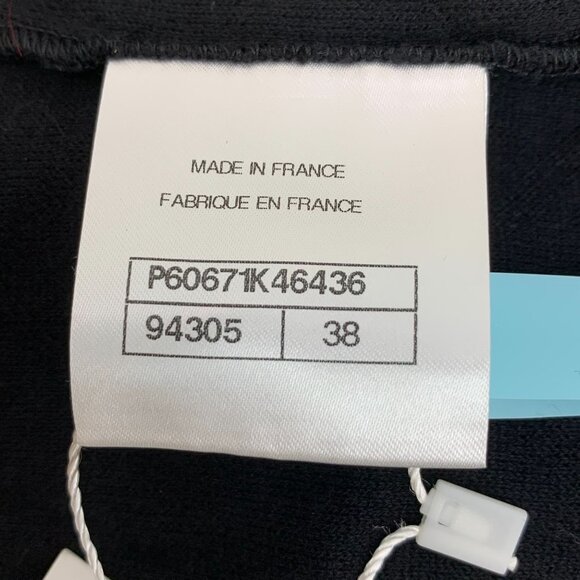 MADE IN FRANCE
FABRIQUE EN FRANCE
P60671K46436
94305 38